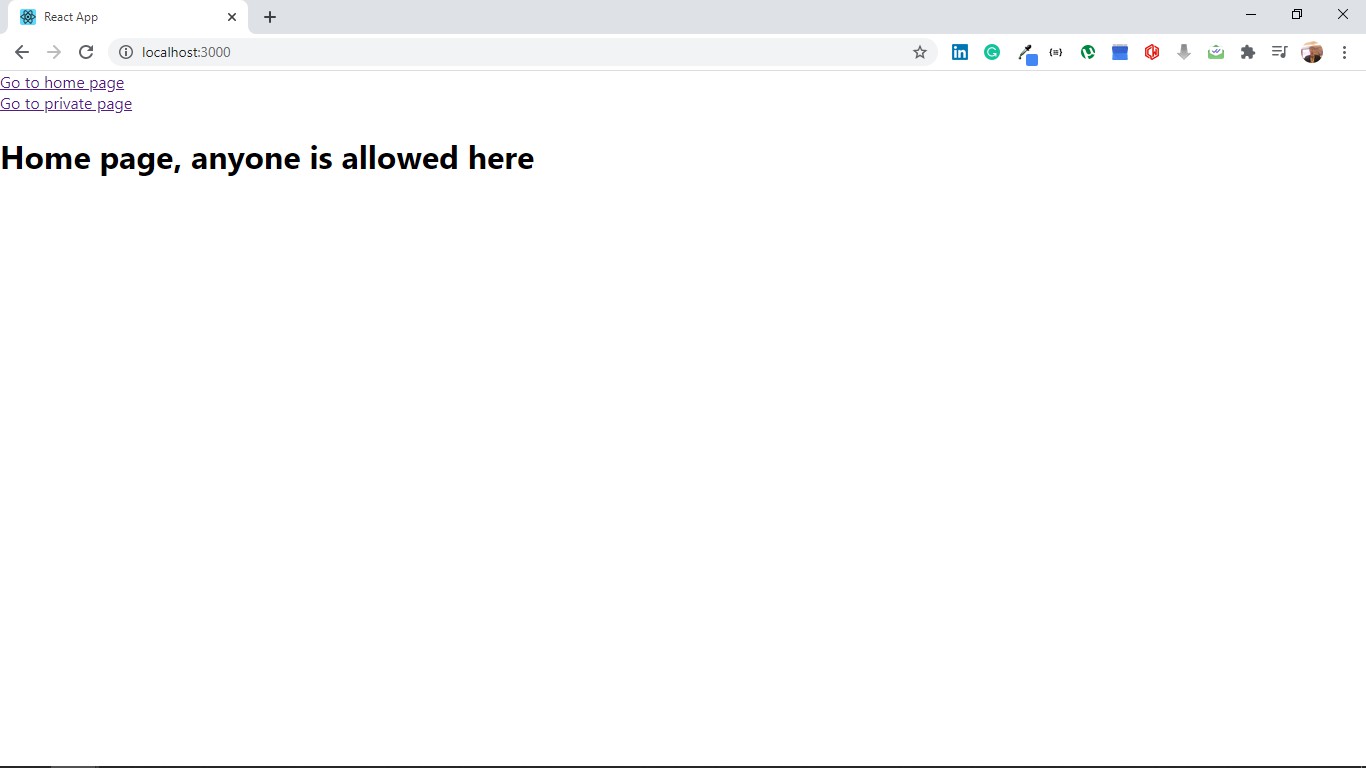 React App
localhost:3000
Go to home page
Go to private page
Home page, anyone is allowed here